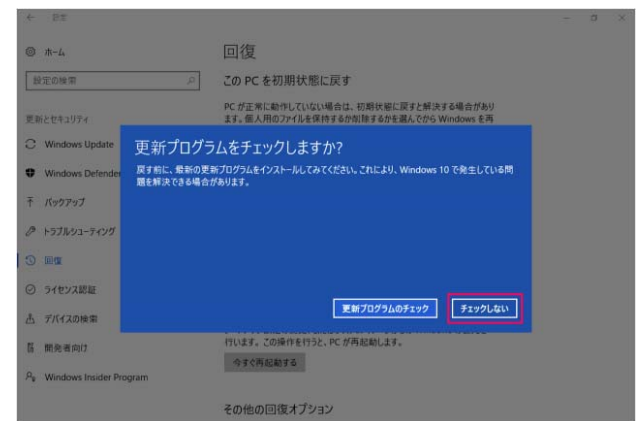 設定
ホーム
設定の検索
更新とセキュリティ
Windows Update
Windows Defender
バックアップ
トラブルシューティング
回復
ライセンス認証
デバイスの検索
開発者向け
Windows Insider Program
回復
この PC を初期状態に戻す
PC が正常に動作していない場合は、初期状態に戻すと解決する場合があり
ます。個人用のファイルを保持するか削除するかを選んでから Windows を再
更新プログラムをチェックしますか?
戻す前に、最新の更新プログラムをインストールしてみてください。これにより、Windows 10 で発生している問
題を解決できる場合があります。
更新プログラムのチェック
チェックしない
行います。この操作を行うと、PC が再起動します。
今すぐ再起動する
その他の回復オプション